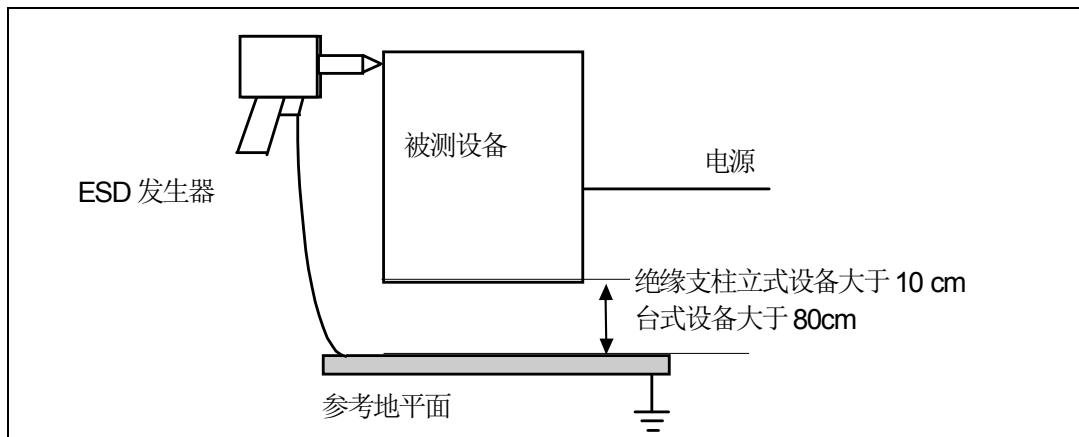 被测设备
电源
ESD 发生器
绝缘支柱立式设备大于 10 cm
台式设备大于 80cm
参考地平面